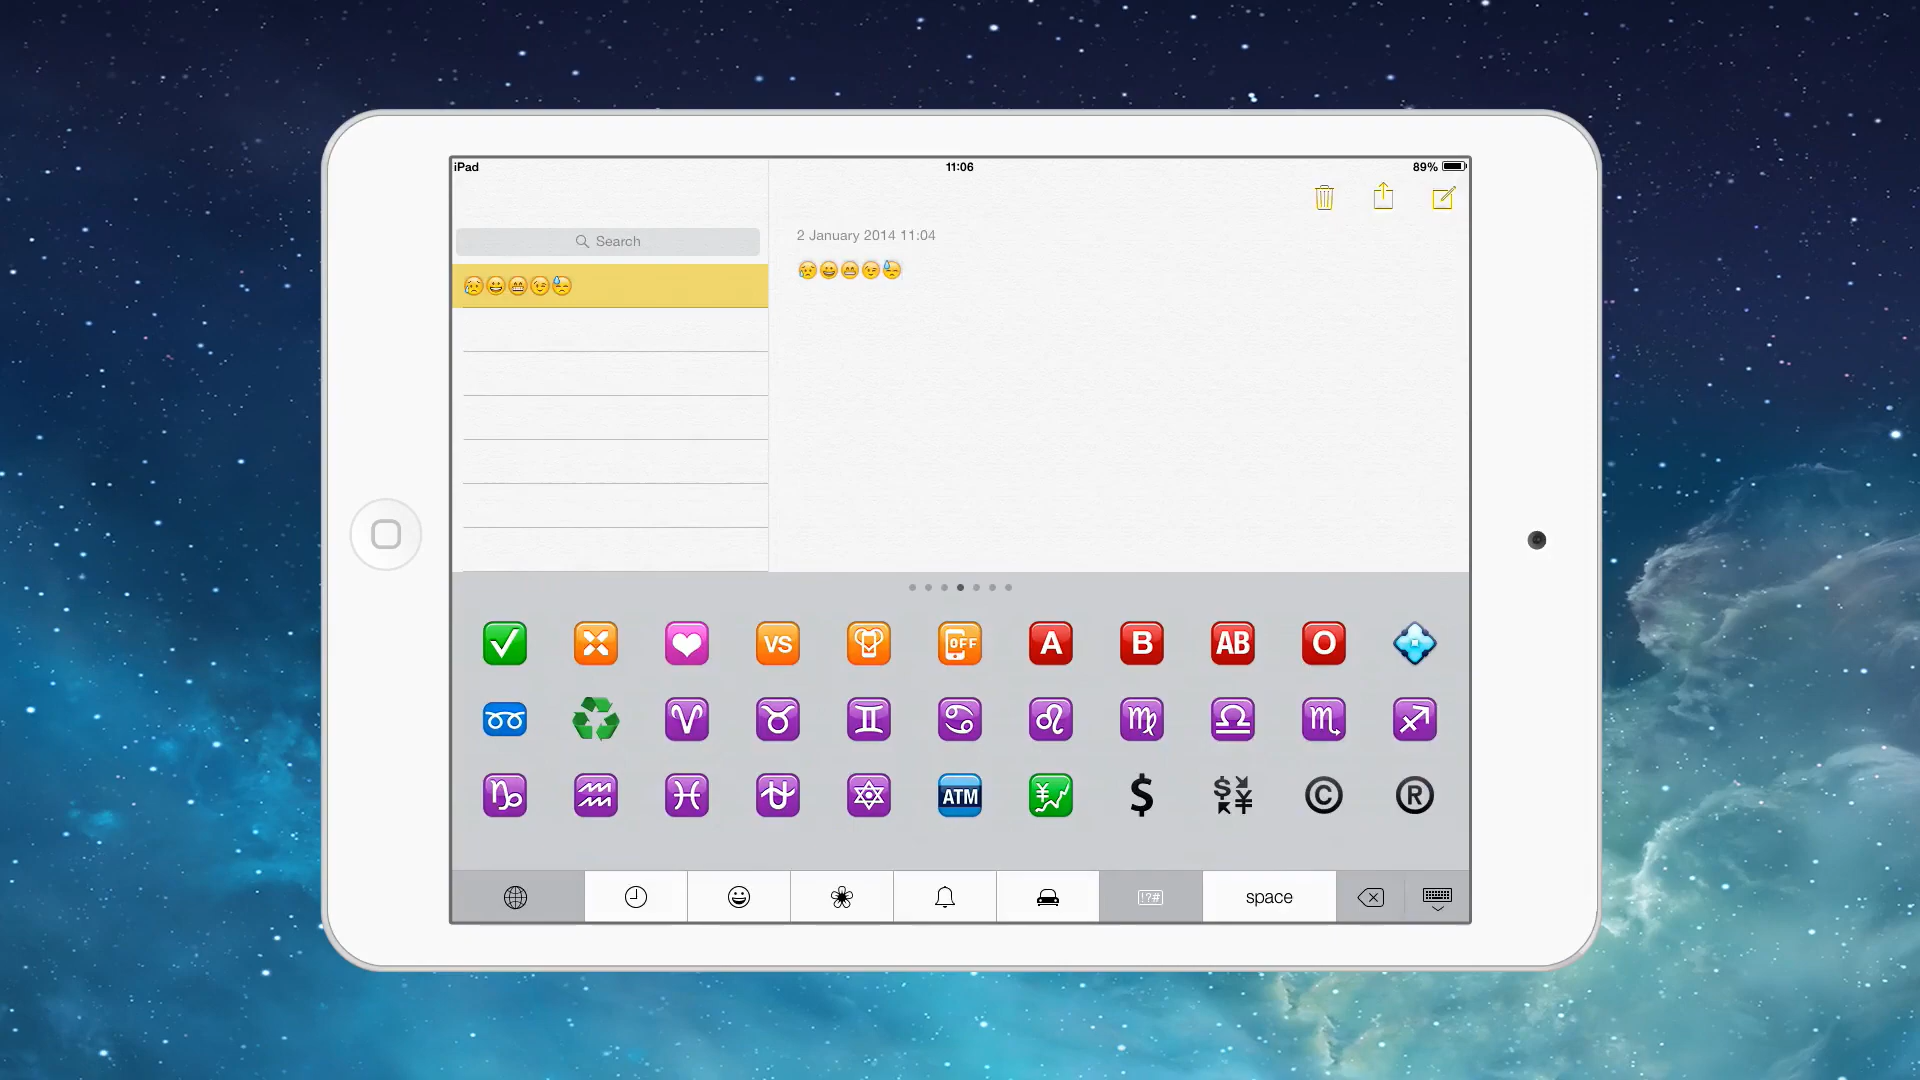 iPad 11:06 89%
Search
2 January 2014 11:04
VS OFF A B AB O
ATM $ $ ¥ © ®
!?# space